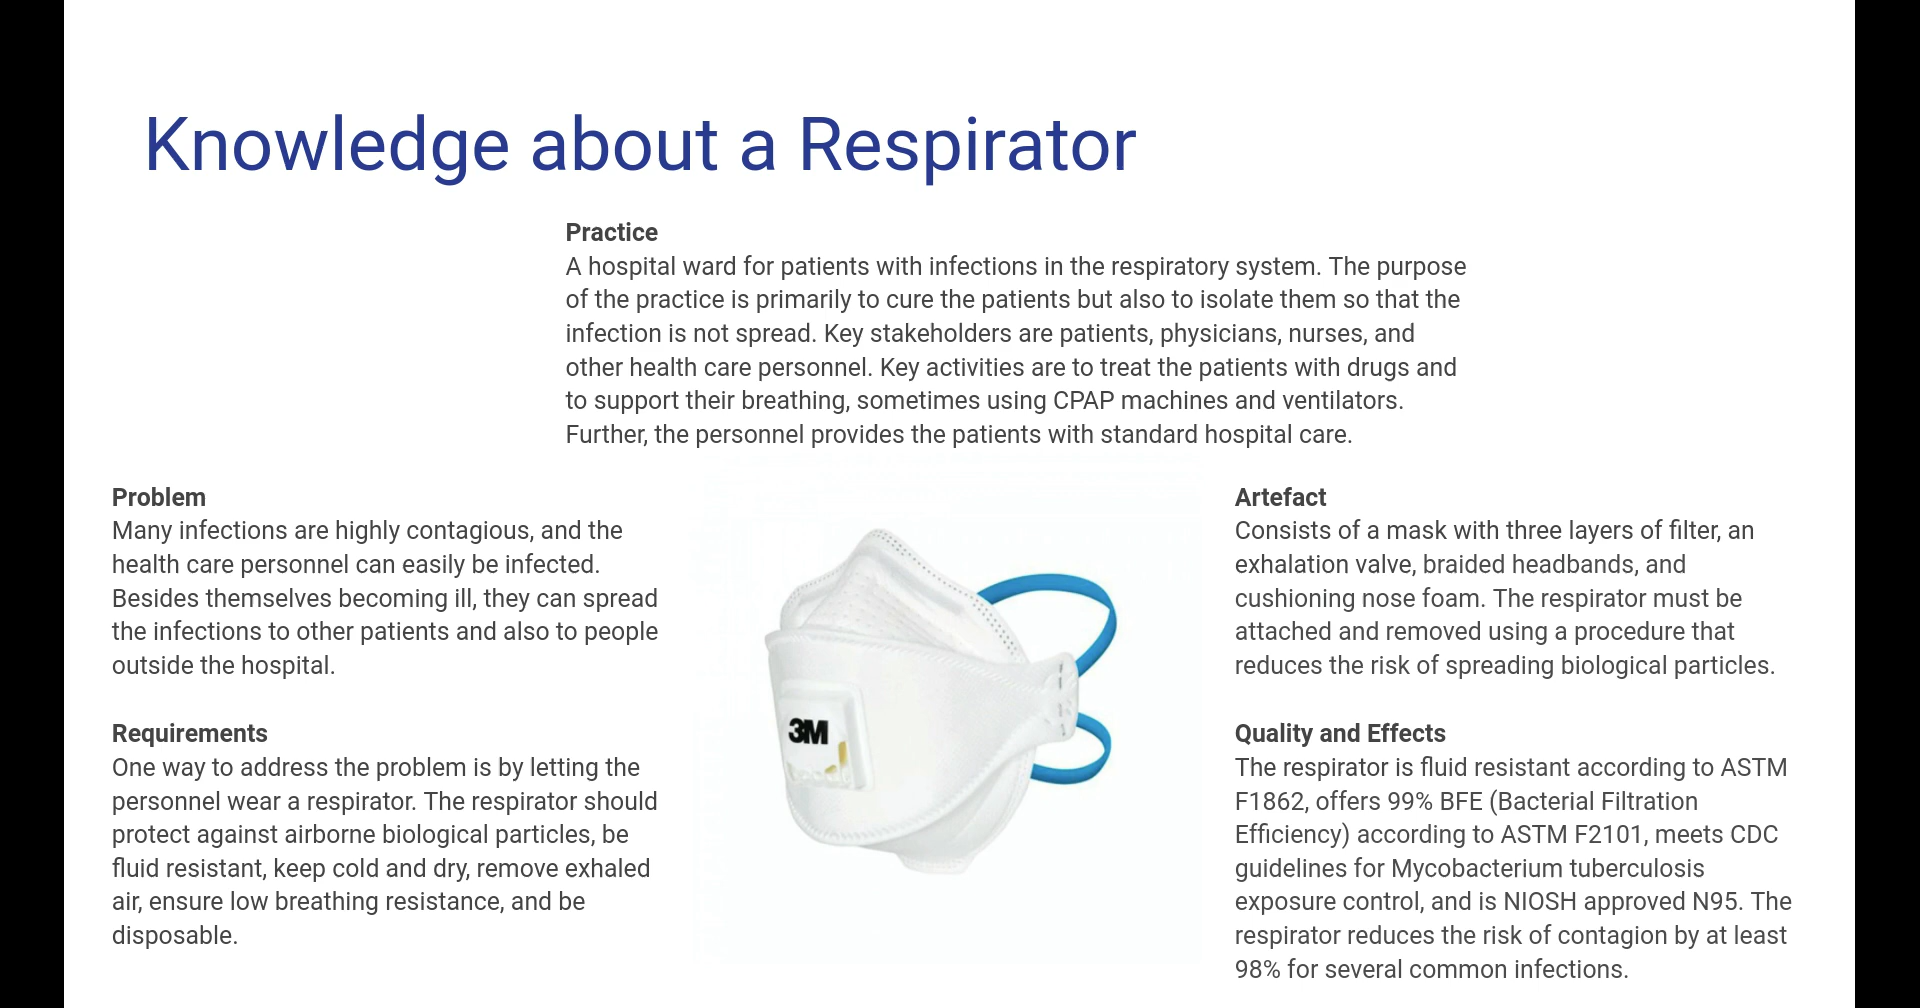 Knowledge about a Respirator
Practice
A hospital ward for patients with infections in the respiratory system. The purpose
of the practice is primarily to cure the patients but also to isolate them so that the
infection is not spread. Key stakeholders are patients, physicians, nurses, and
other health care personnel. Key activities are to treat the patients with drugs and
to support their breathing, sometimes using CPAP machines and ventilators.
Further, the personnel provides the patients with standard hospital care.
Problem
Many infections are highly contagious, and the
health care personnel can easily be infected.
Besides themselves becoming ill, they can spread
the infections to other patients and also to people
outside the hospital.
Requirements
One way to address the problem is by letting the
personnel wear a respirator. The respirator should
protect against airborne biological particles, be
fluid resistant, keep cold and dry, remove exhaled
air, ensure low breathing resistance, and be
disposable.
3M
Artefact
Consists of a mask with three layers of filter, an
exhalation valve, braided headbands, and
cushioning nose foam. The respirator must be
attached and removed using a procedure that
reduces the risk of spreading biological particles.
Quality and Effects
The respirator is fluid resistant according to ASTM
F1862, offers 99% BFE (Bacterial Filtration
Efficiency) according to ASTM F2101, meets CDC
guidelines for Mycobacterium tuberculosis
exposure control, and is NIOSH approved N95. The
respirator reduces the risk of contagion by at least
98% for several common infections.